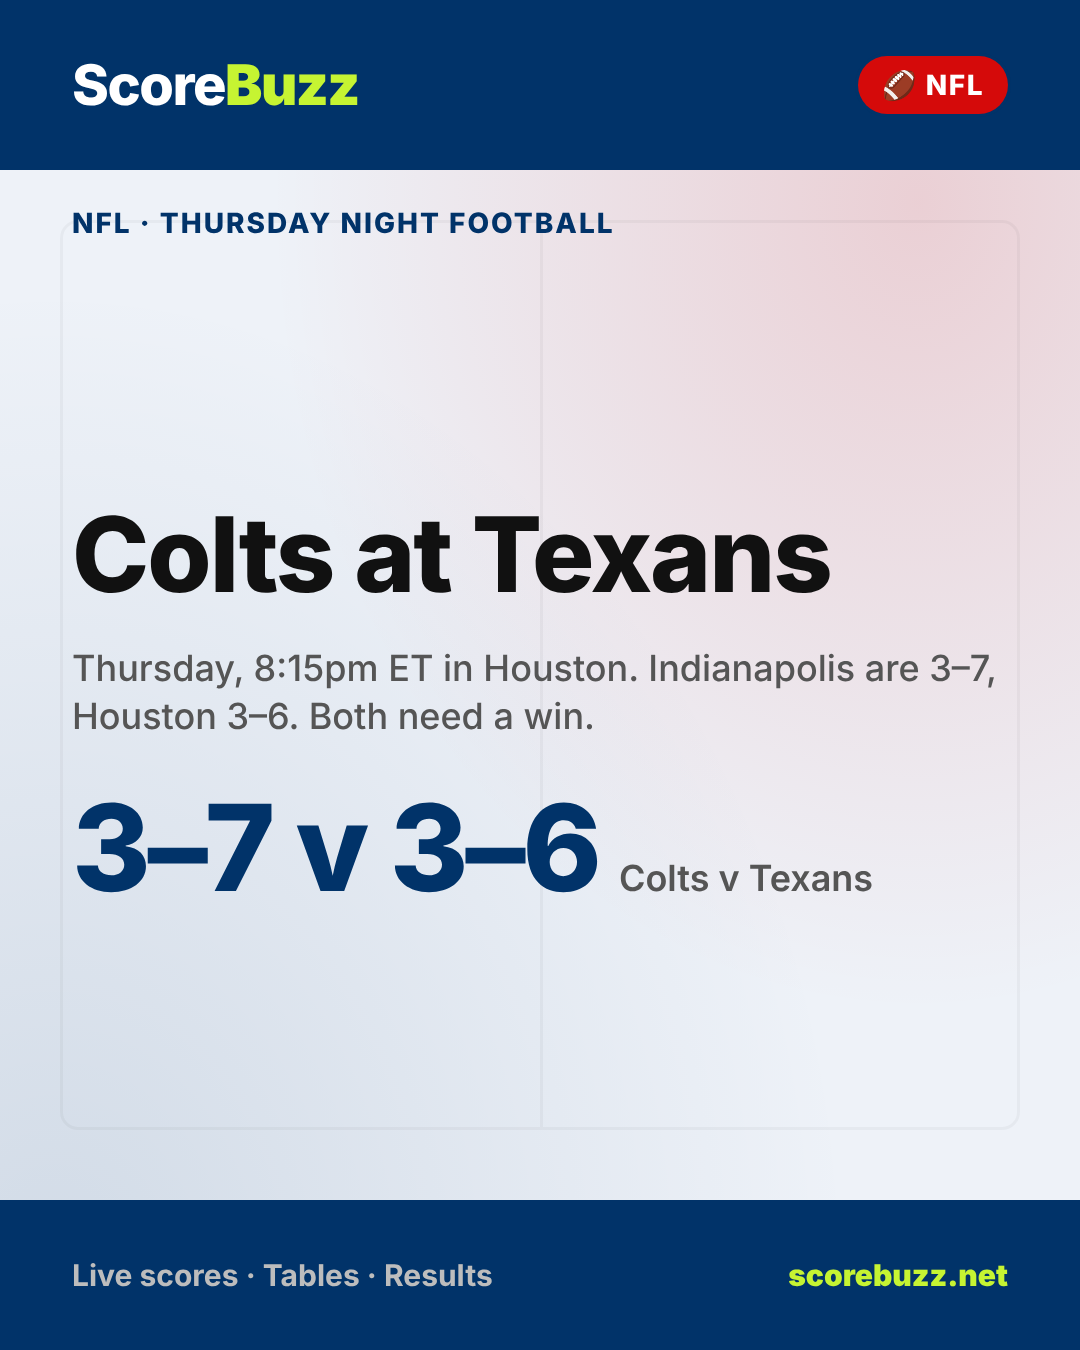 ScoreBuzz
🏈 NFL
NFL · THURSDAY NIGHT FOOTBALL
Colts at Texans
Thursday, 8:15pm ET in Houston. Indianapolis are 3–7,
Houston 3–6. Both need a win.
3–7 v 3–6 Colts v Texans
Live scores · Tables · Results
scorebuzz.net